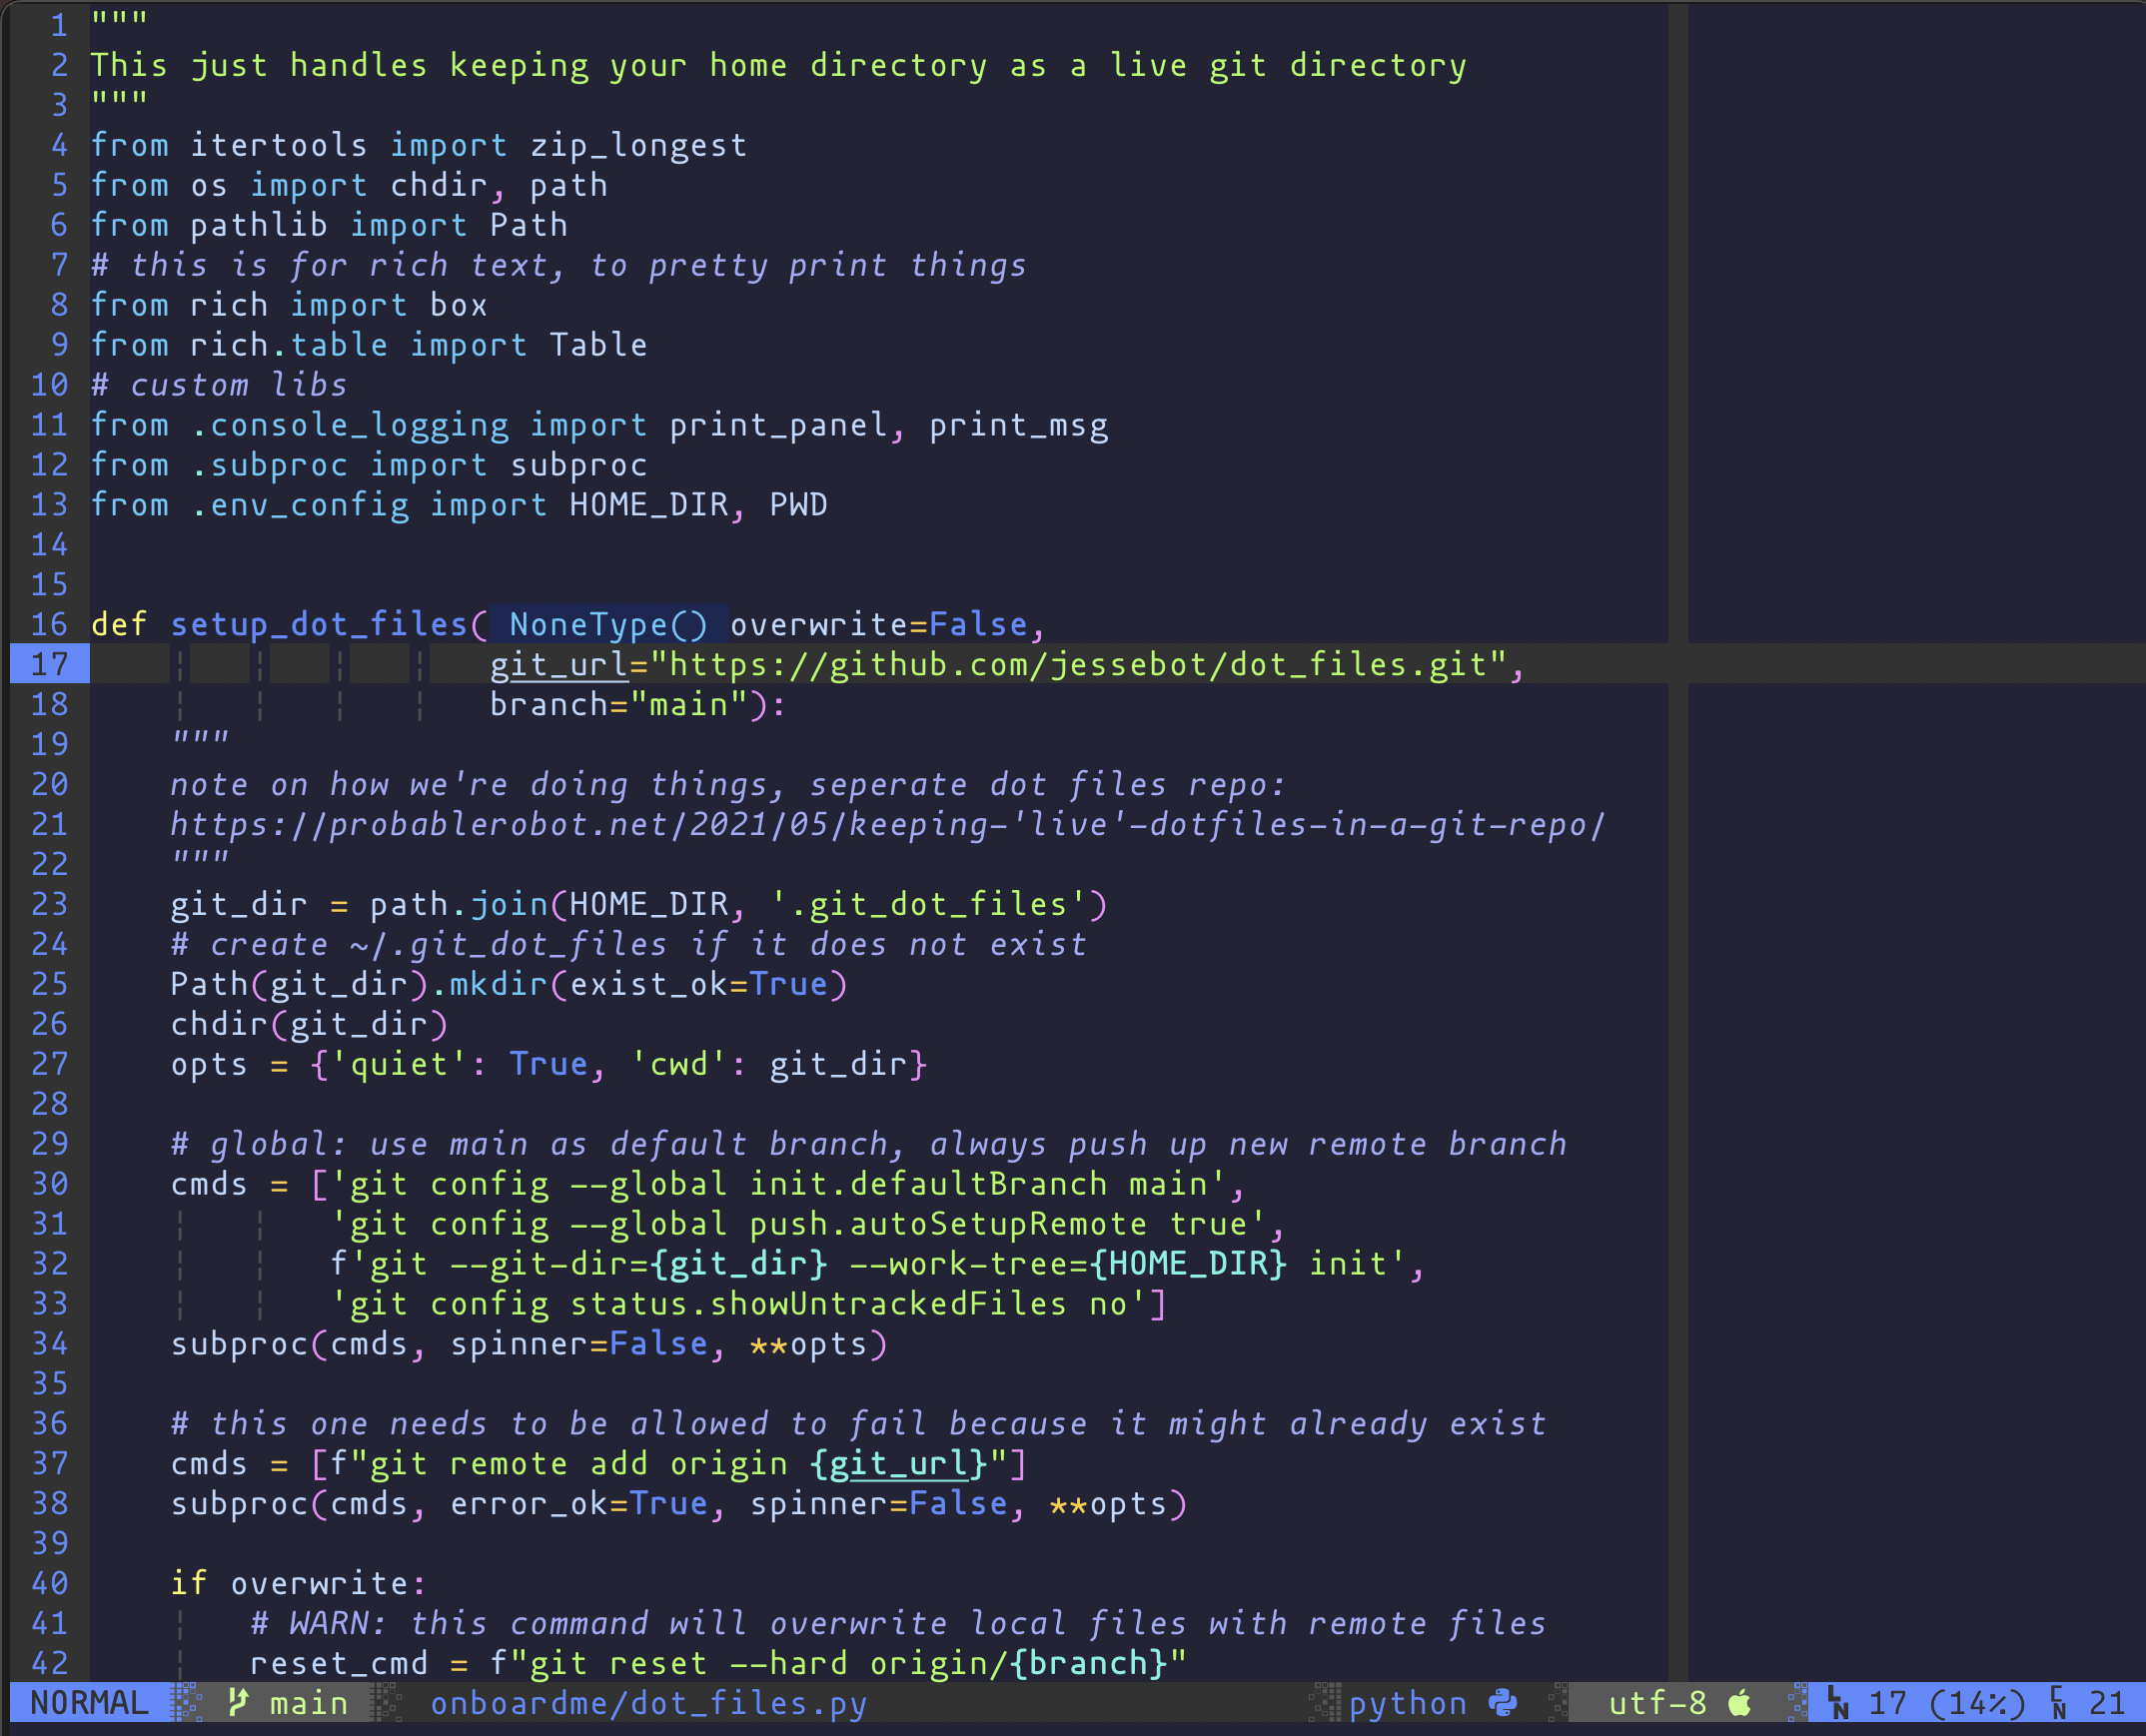 1 """
2 This just handles keeping your home directory as a live git directory
3 """
4 from itertools import zip_longest
5 from os import chdir, path
6 from pathlib import Path
7 # this is for rich text, to pretty print things
8 from rich import box
9 from rich.table import Table
10 # custom libs
11 from .console_logging import print_panel, print_msg
12 from .subproc import subproc
13 from .env_config import HOME_DIR, PWD
14
15
16 def setup_dot_files( NoneType() overwrite=False,
17                     git_url="https://github.com/jessebot/dot_files.git",
18                     branch="main"):
19     """
20     note on how we're doing things, seperate dot files repo:
21     https://probablerobot.net/2021/05/keeping-'live'-dotfiles-in-a-git-repo/
22     """
23     git_dir = path.join(HOME_DIR, '.git_dot_files')
24     # create ~/.git_dot_files if it does not exist
25     Path(git_dir).mkdir(exist_ok=True)
26     chdir(git_dir)
27     opts = {'quiet': True, 'cwd': git_dir}
28
29     # global: use main as default branch, always push up new remote branch
30     cmds = ['git config --global init.defaultBranch main',
31             'git config --global push.autoSetupRemote true',
32             f'git --git-dir={git_dir} --work-tree={HOME_DIR} init',
33             'git config status.showUntrackedFiles no']
34     subproc(cmds, spinner=False, **opts)
35
36     # this one needs to be allowed to fail because it might already exist
37     cmds = [f"git remote add origin {git_url}"]
38     subproc(cmds, error_ok=True, spinner=False, **opts)
39
40     if overwrite:
41         # WARN: this command will overwrite local files with remote files
42         reset_cmd = f"git reset --hard origin/{branch}"
NORMAL main onboardme/dot_files.py python utf-8 LN 17 (14%) CN 21